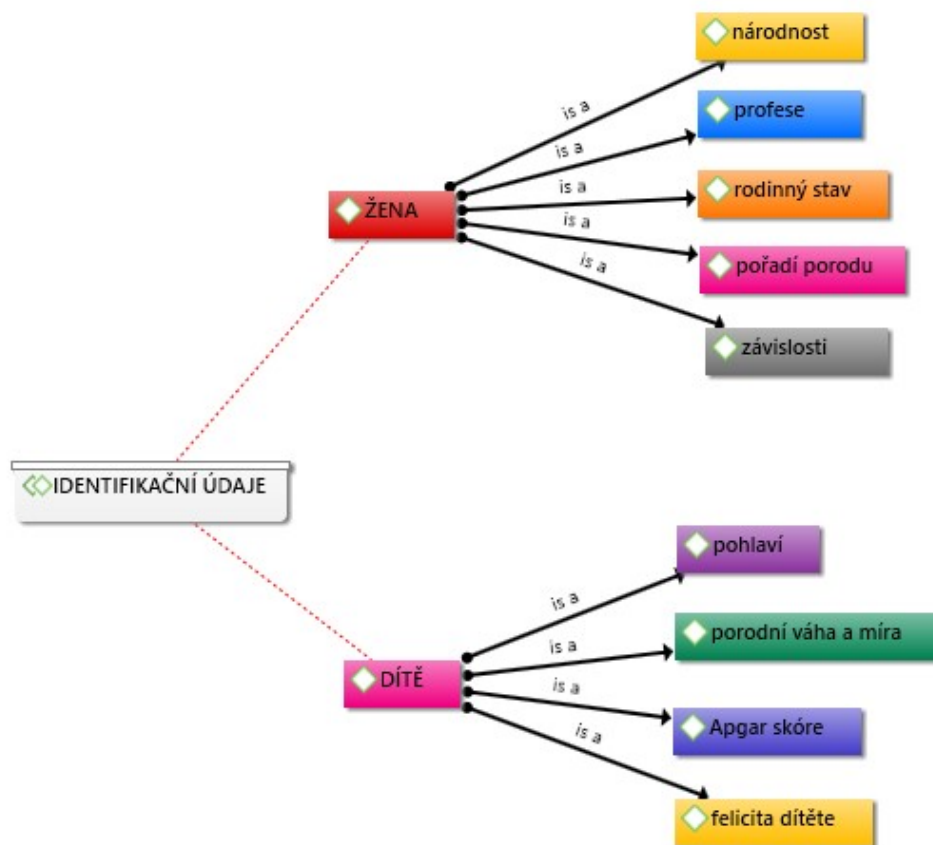 národnost
is a
profese
is a
rodinný stav
is a
ŽENA
is a
pořadí porodu
is a
závislosti
IDENTIFIKAČNÍ ÚDAJE
pohlaví
is a
porodní váha a míra
is a
DÍTĚ
is a
Apgar skóre
is a
felicita dítěte